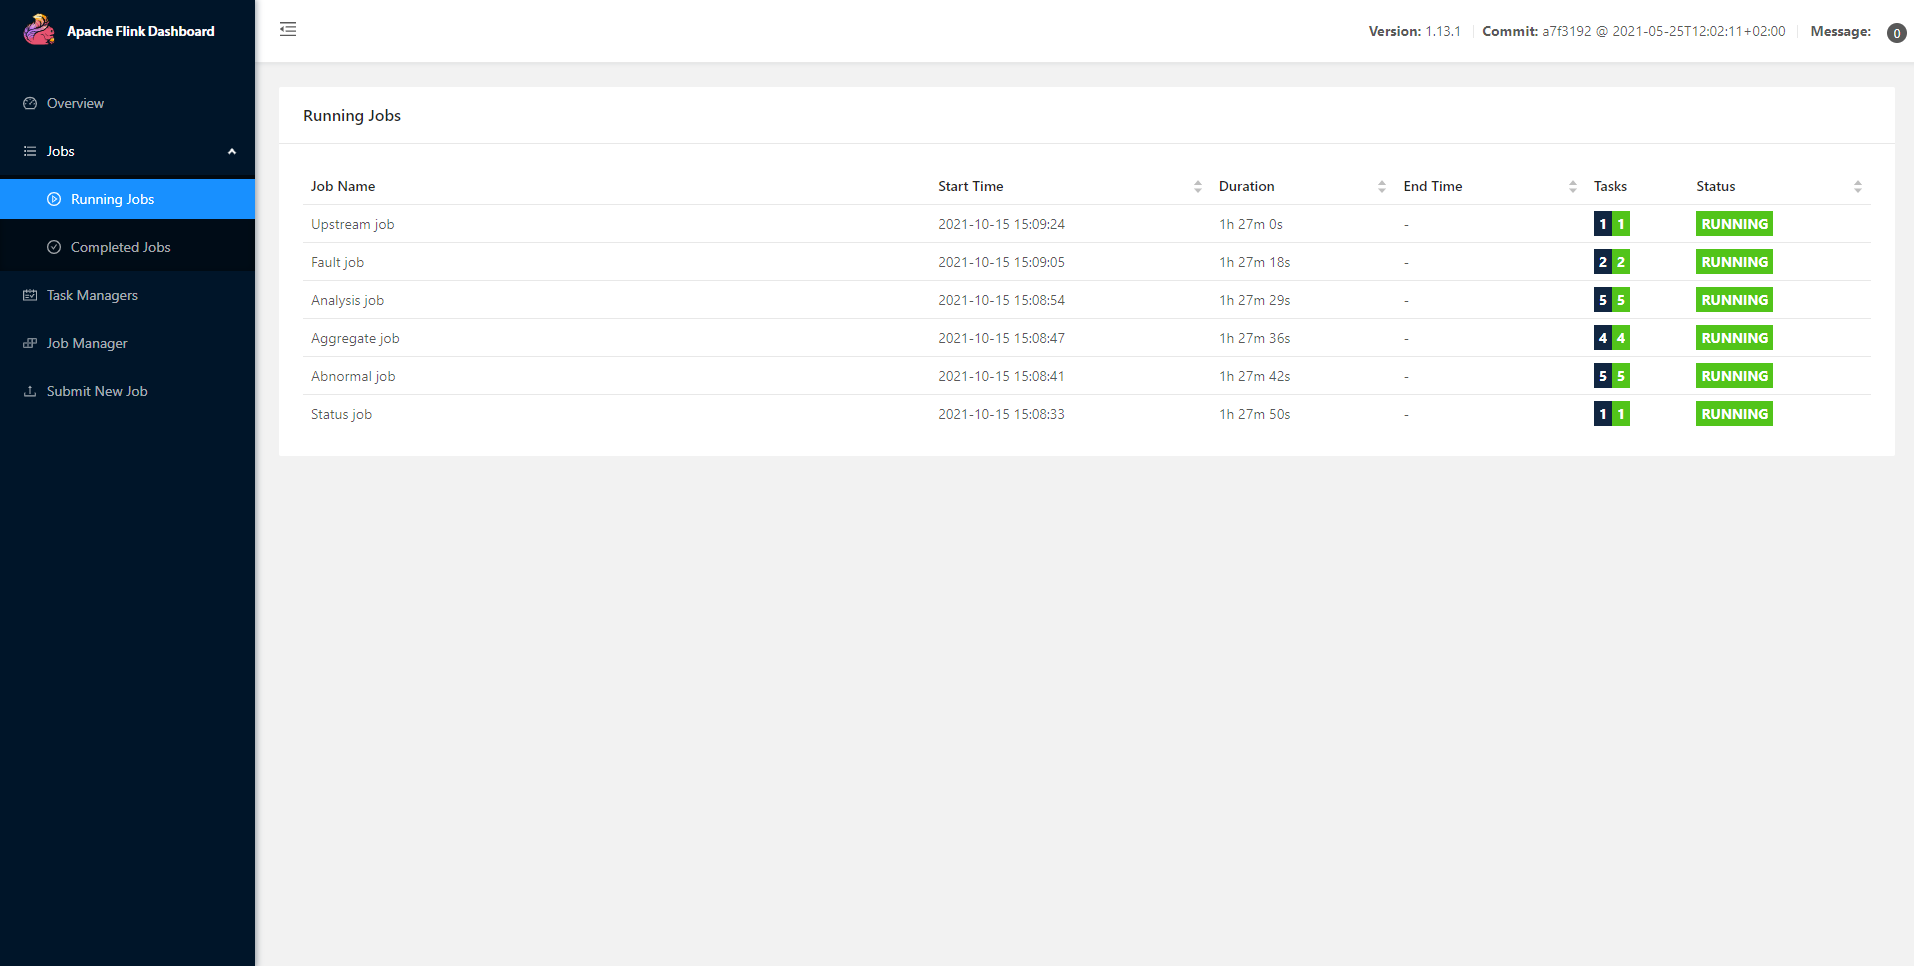 Apache Flink Dashboard
Version: 1.13.1 Commit: a7f3192 @ 2021-05-25T12:02:11+02:00 Message: 0
Overview
Jobs
Running Jobs
Completed Jobs
Task Managers
Job Manager
Submit New Job
Running Jobs
Job Name Start Time Duration End Time Tasks Status
Upstream job 2021-10-15 15:09:24 1h 27m 0s - 1 1 RUNNING
Fault job 2021-10-15 15:09:05 1h 27m 18s - 2 2 RUNNING
Analysis job 2021-10-15 15:08:54 1h 27m 29s - 5 5 RUNNING
Aggregate job 2021-10-15 15:08:47 1h 27m 36s - 4 4 RUNNING
Abnormal job 2021-10-15 15:08:41 1h 27m 42s - 5 5 RUNNING
Status job 2021-10-15 15:08:33 1h 27m 50s - 1 1 RUNNING